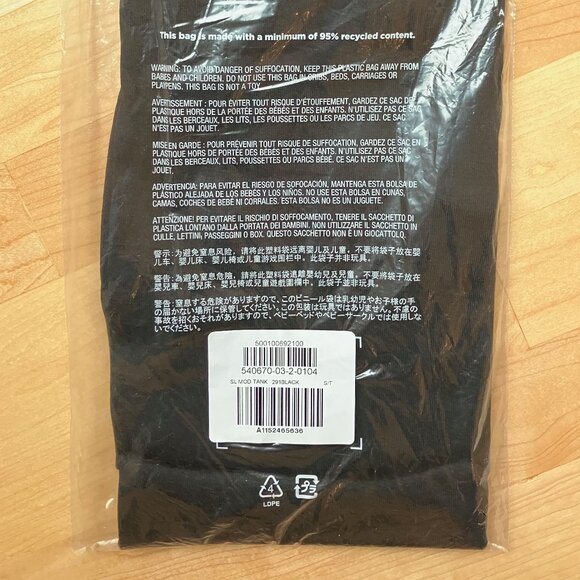 This bag is made with a minimum of 95% recycled content.
WARNING: TO AVOID DANGER OF SUFFOCATION, KEEP THIS PLASTIC BAG AWAY FROM
BABIES AND CHILDREN. DO NOT USE THIS BAG IN CRIBS, BEDS, CARRIAGES OR
PLAYPENS. THIS BAG IS NOT A TOY.
AVERTISSEMENT : POUR ÉVITER TOUT RISQUE D'ÉTOUFFEMENT, GARDEZ CE SAC DE
PLASTIQUE HORS DE LA PORTÉE DES BÉBÉS ET DES ENFANTS. N'UTILISEZ PAS CE SAC
DANS LES BERCEAUX, LES LITS, LES POUSSETTES OU LES PARCS DE JEU. CE SAC
N'EST PAS UN JOUET.
MISE EN GARDE : POUR PRÉVENIR TOUT RISQUE DE SUFFOCATION, GARDEZ CE SAC EN
PLASTIQUE HORS DE LA PORTÉE DES BÉBÉS ET DES ENFANTS. N'UTILISEZ PAS CE SAC
DANS LES BERCEAUX, LITS, POUSSETTES OU PARCS BÉBÉ. CE SAC N'EST PAS UN
JOUET.
ADVERTENCIA: PARA EVITAR EL RIESGO DE SOFOCACIÓN, MANTENGA ESTA BOLSA DE
PLÁSTICO ALEJADA DE LOS BEBÉS Y LOS NIÑOS. NO USE ESTA BOLSA EN CUNAS,
CAMAS, COCHES DE BEBÉ NI CORRALES. ESTA BOLSA NO ES UN JUGUETE.
ATTENZIONE! PER EVITARE IL RISCHIO DI SOFFOCAMENTO, TENERE IL SACCHETTO DI
PLASTICA LONTANO DALLA PORTATA DEI BAMBINI. NON UTILIZZARE IL SACCHETTO IN
CULLE, LETTINI, PASSEGGINI O BOX. QUESTO SACCHETTO NON È UN GIOCATTOLO.
警示：为避免窒息风险，请将此塑料袋远离婴儿及儿童，不要将袋子放在婴
儿车、婴儿床、婴儿椅或儿童游戏围栏中，此袋子并非玩具。
警告：為避免窒息危險，請將此塑料袋遠離嬰幼兒及兒童，不要將袋子放在
嬰兒車、嬰兒床、嬰兒椅或兒童遊戲圍欄中，此袋子並非玩具。
警告：窒息する危険がありますので、このビニール袋は乳幼児やお子様の手
の届かない場所に保管してください。この包装は玩具ではありません。不慮の
事故を招くおそれがありますので、ベビーベッドやベビーサークルでは使用しな
いでください。
500100692100
540670-03-2-0104
SL MOD TANK 291BLACK S/T
A1152465636
4
LDPE
プラ